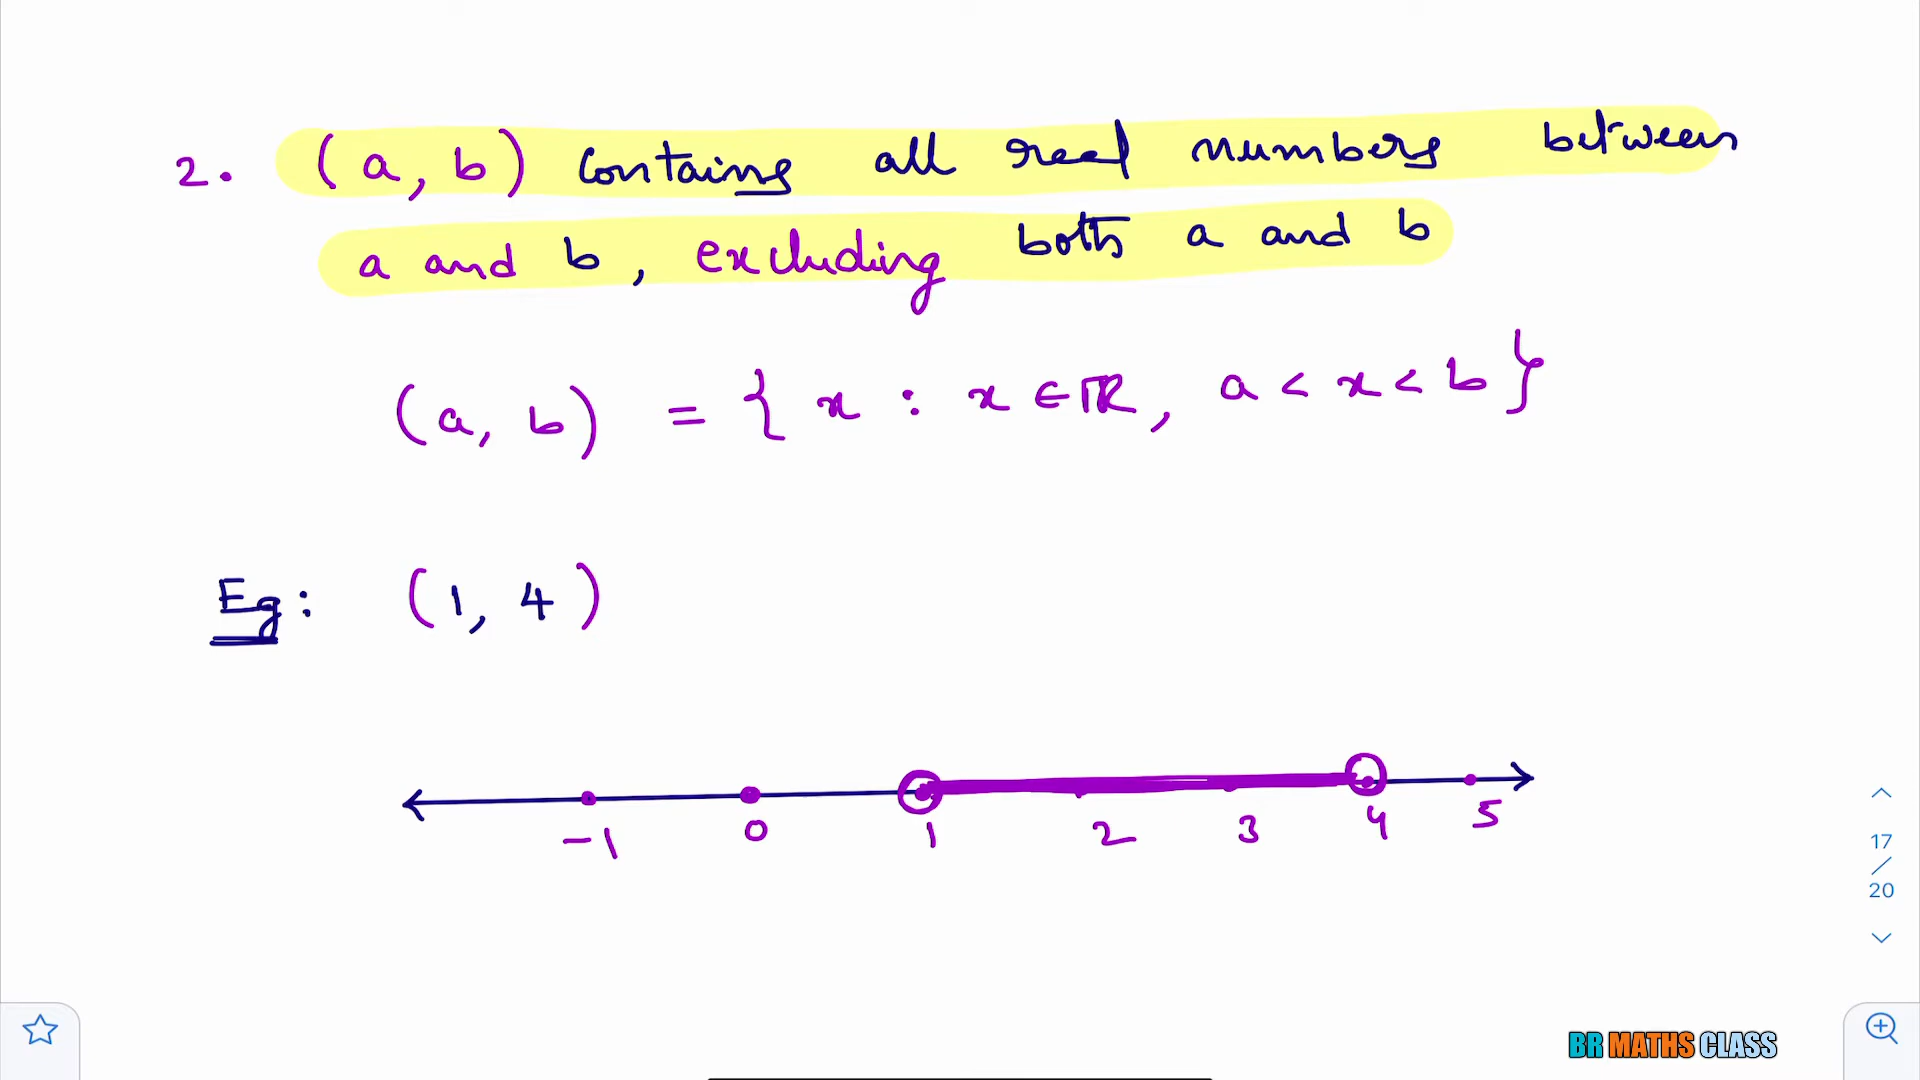 2. (a, b) contains all real numbers between
a and b, excluding both a and b
(a, b) = { x : x ∈ ℝ, a < x < b }
Eg: (1, 4)
-1 0 1 2 3 4 5
17
/
20
BR MATHS CLASS